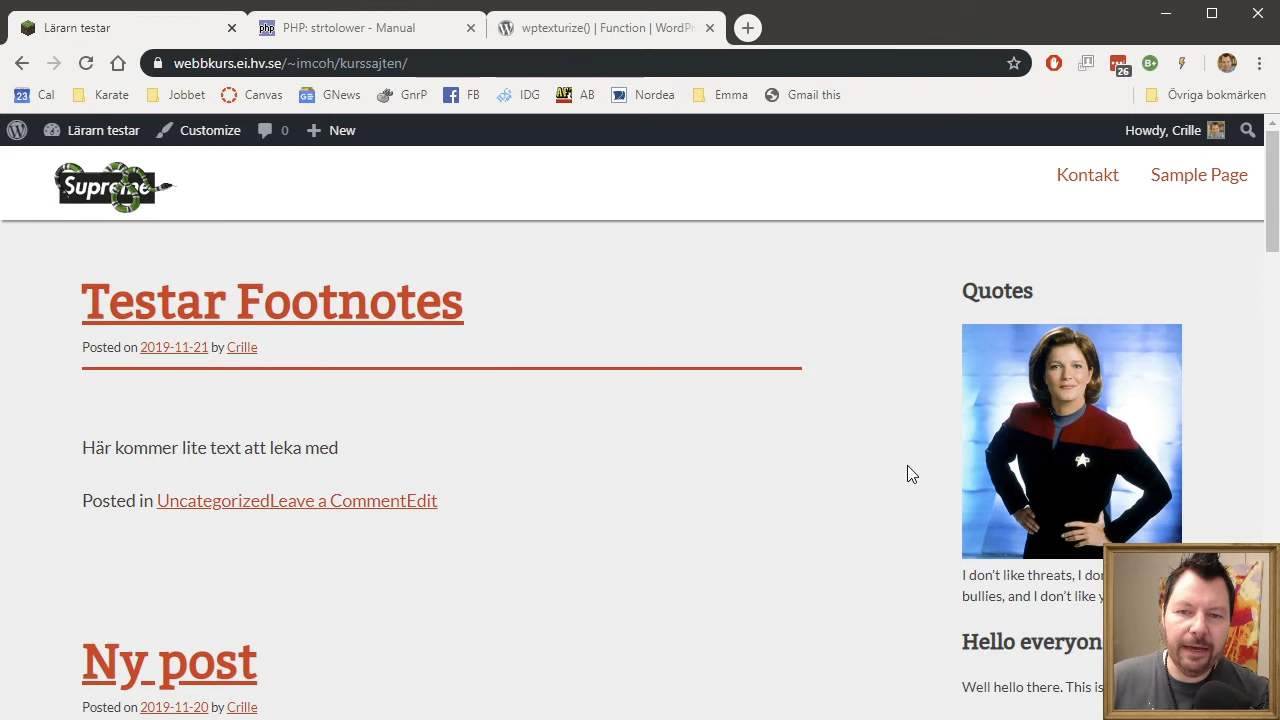 Lärarn testar
PHP: strtolower - Manual
wptexturize() | Function | WordPr
webbkurs.ei.hv.se/~imcoh/kurssajten/
26
B+
23 Cal
Karate
Jobbet
Canvas
GNews
GnrP
FB
IDG
AB
Nordea
Emma
Gmail this
Övriga bokmärken
Lärarn testar
Customize
0
New
Howdy, Crille
Supreme
Kontakt
Sample Page
Testar Footnotes
Posted on 2019-11-21 by Crille
Här kommer lite text att leka med
Posted in UncategorizedLeave a CommentEdit
Ny post
Posted on 2019-11-20 by Crille
Quotes
I don't like threats, I
bullies, and I don't like
Hello everyon
Well hello there. This is